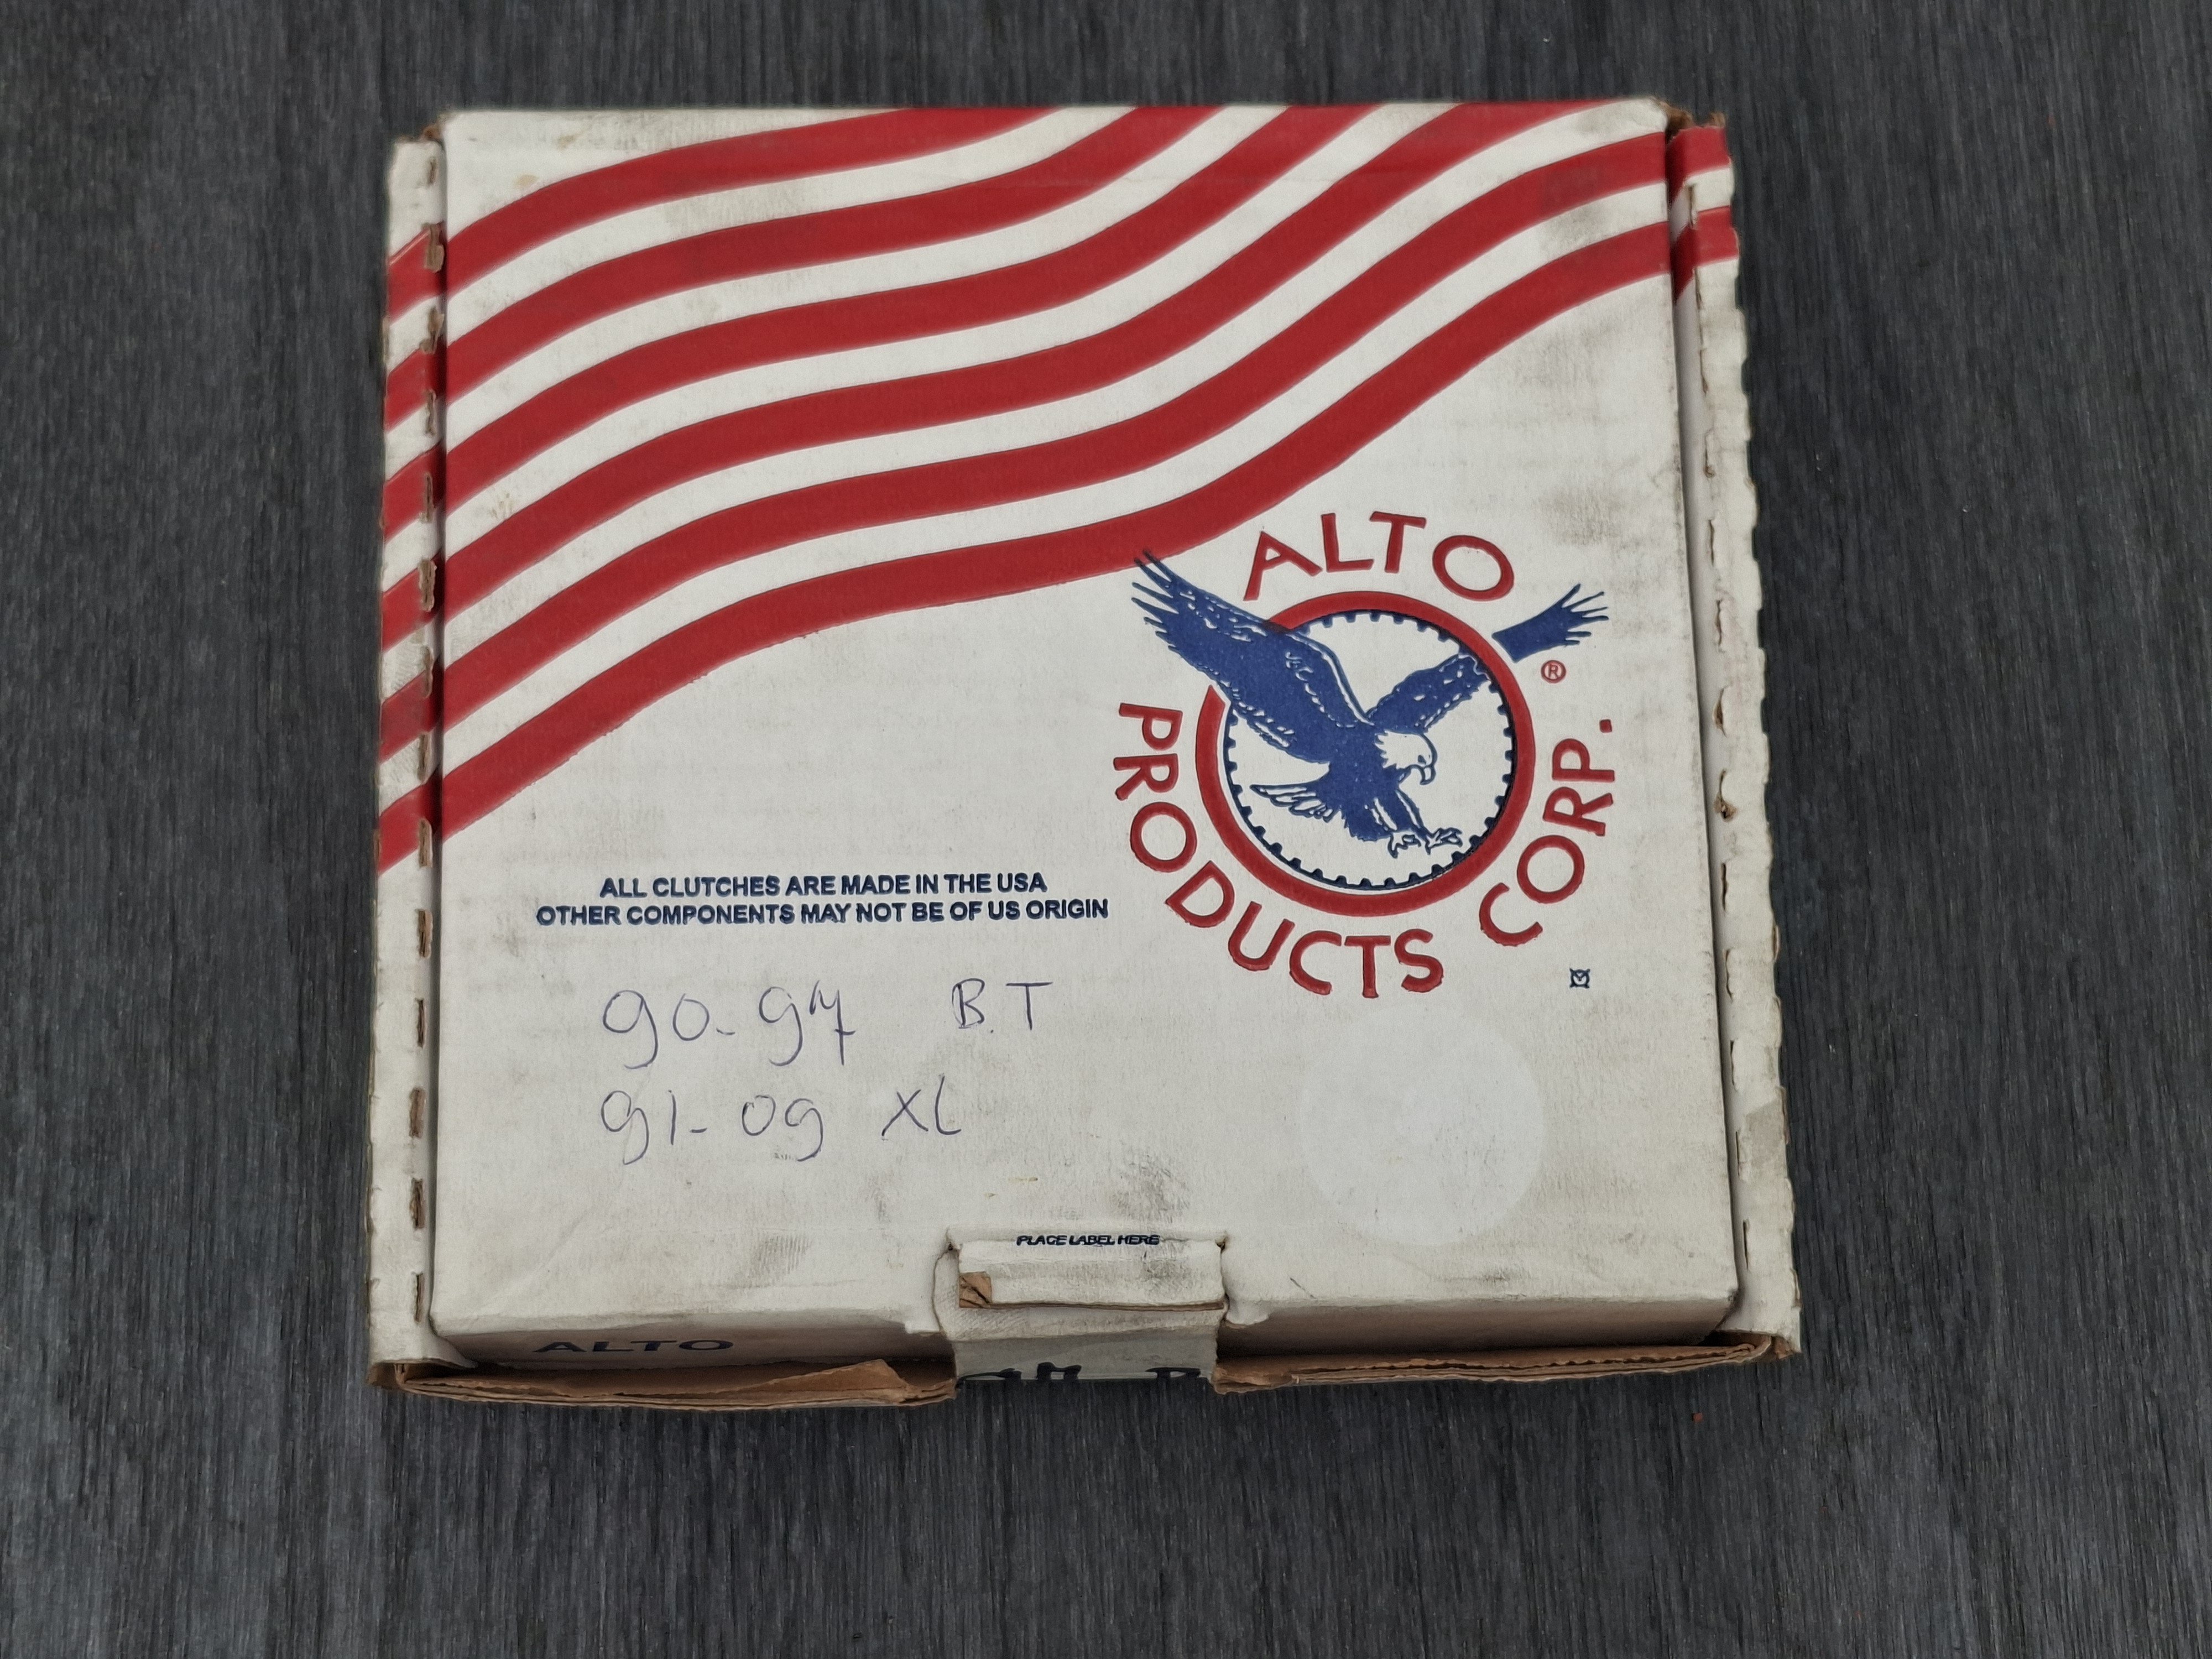 ALTO
PRODUCTS CORP.
®
ALL CLUTCHES ARE MADE IN THE USA
OTHER COMPONENTS MAY NOT BE OF US ORIGIN
90-97 B.T
91-09 XL
PLACE LABEL HERE
ALTO